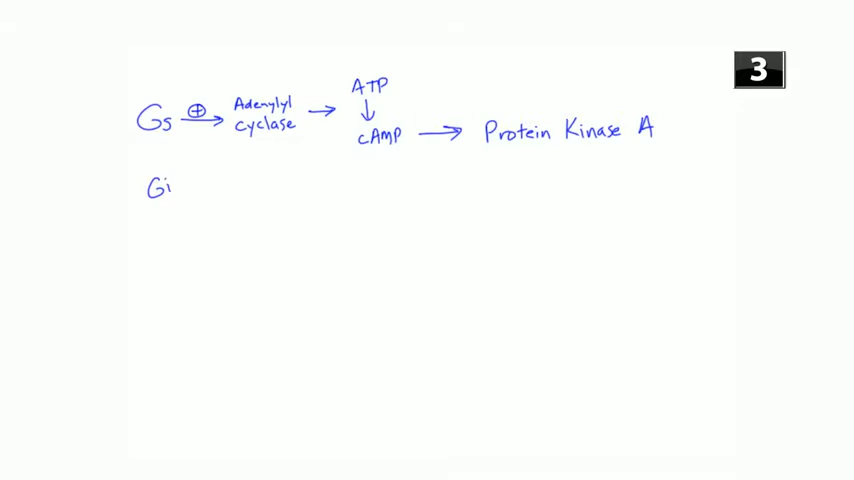 Gs ⊕→ Adenylyl cyclase → ATP ↓ cAMP → Protein Kinase A
Gi
3